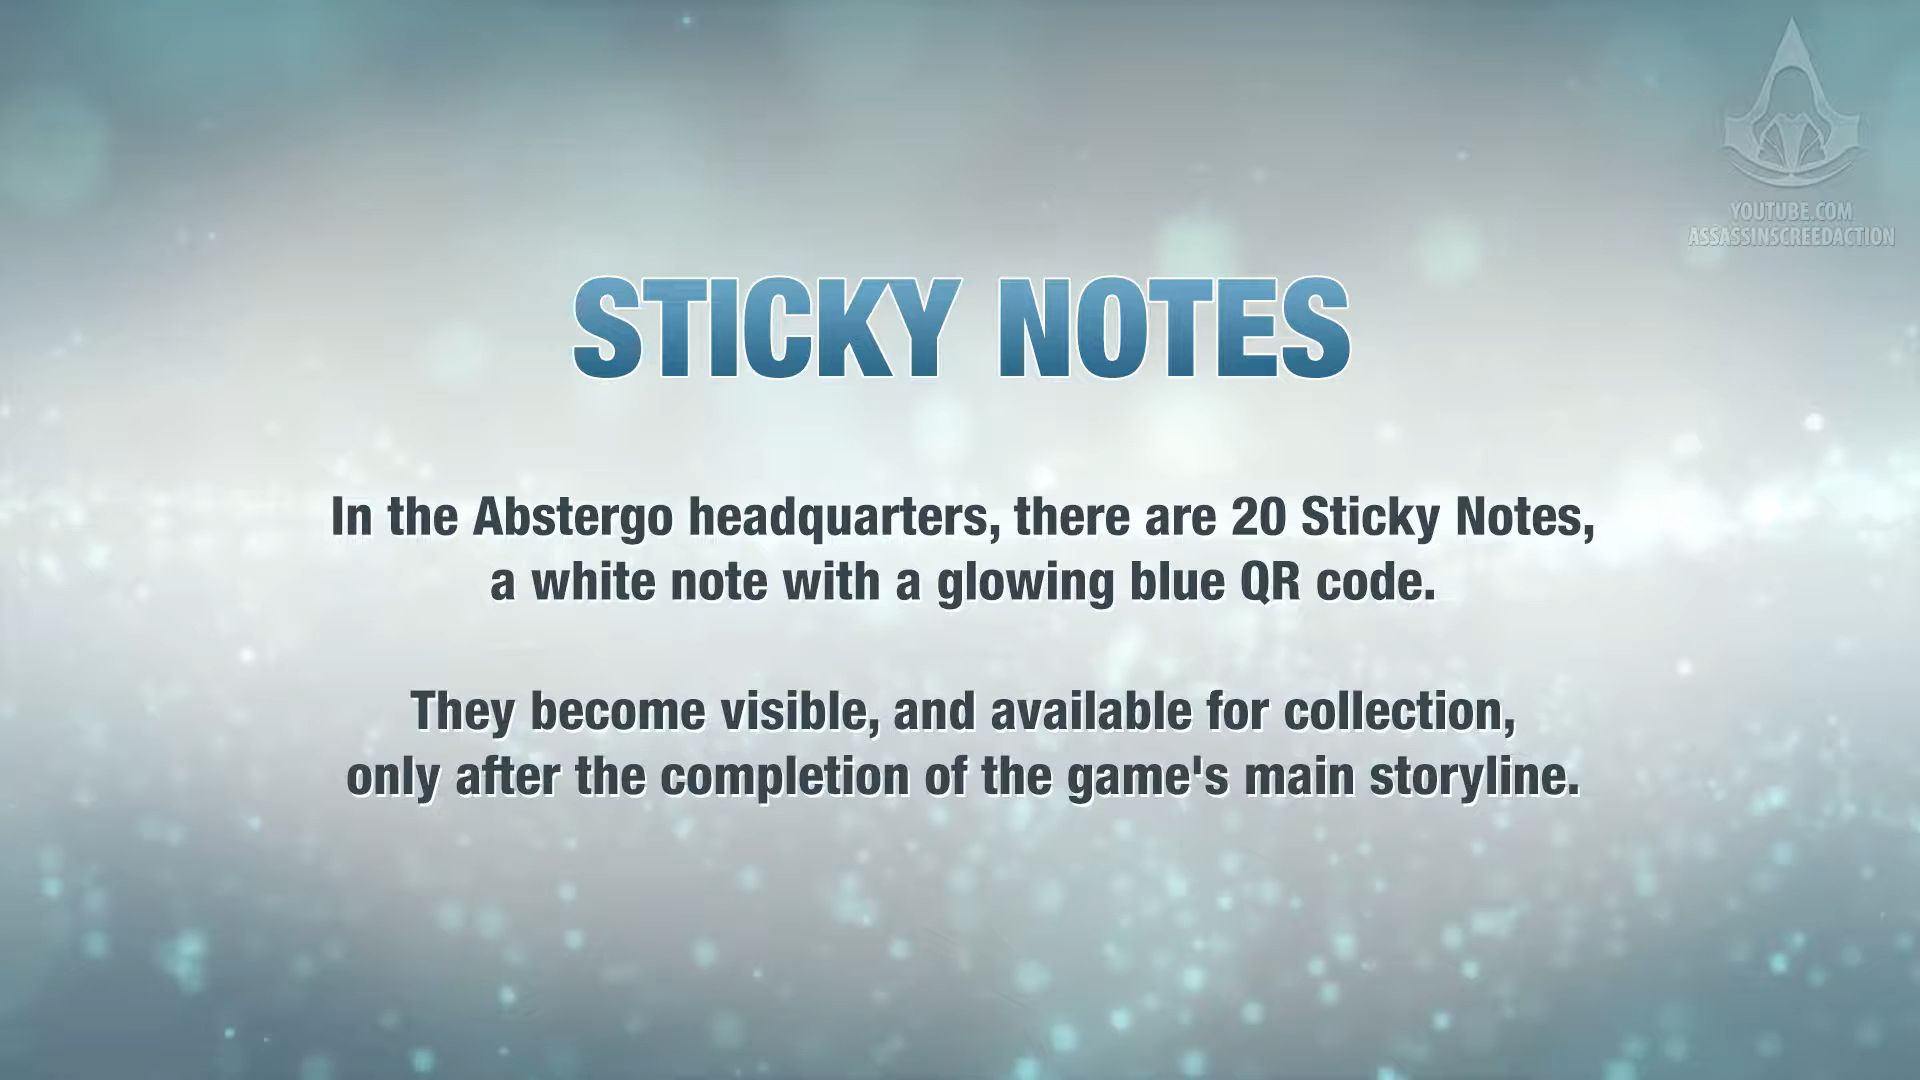 YOUTUBE.COM
ASSASSINSCREEDACTION
STICKY NOTES
In the Abstergo headquarters, there are 20 Sticky Notes,
a white note with a glowing blue QR code.
They become visible, and available for collection,
only after the completion of the game's main storyline.